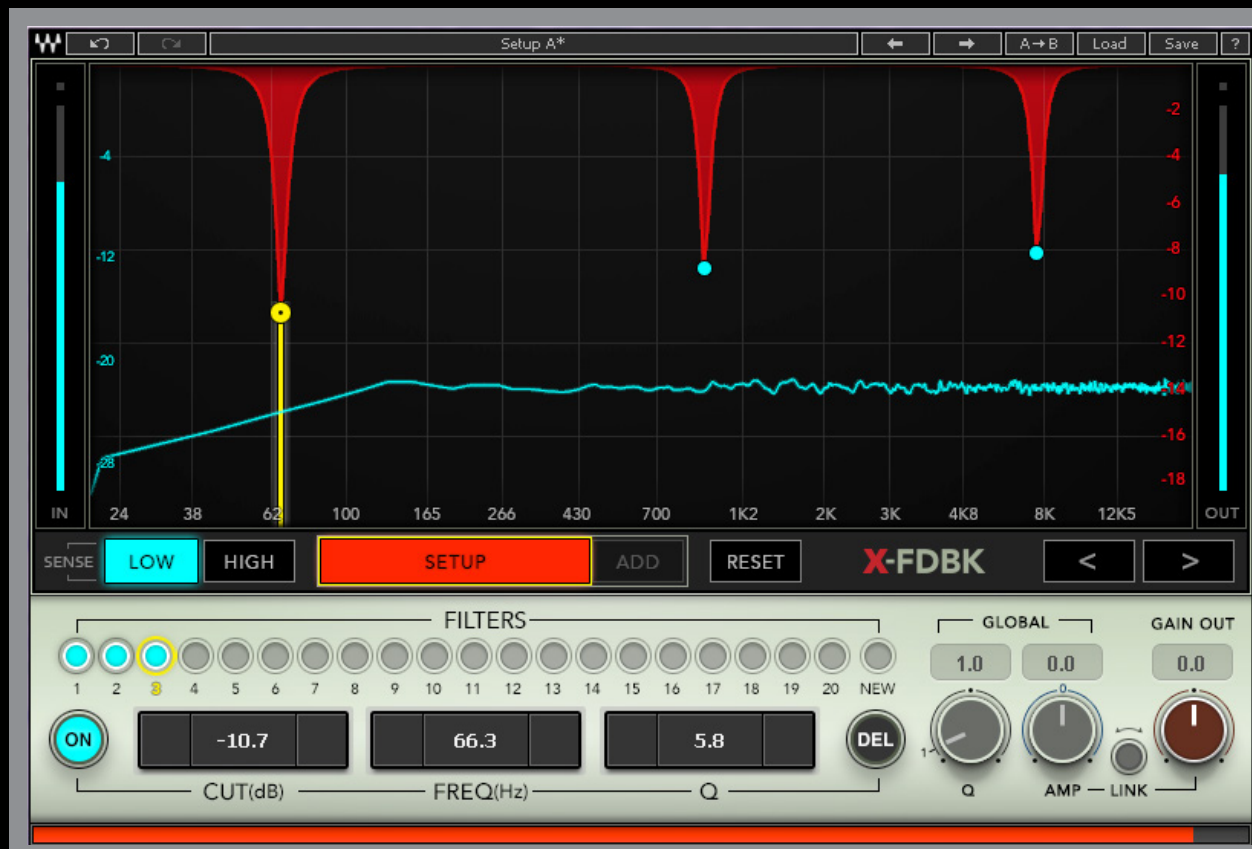 Setup A* A→B Load Save ?
-2
-4 -4
-6
-12 -8
-10
-20 -12
-14
-28 -16
-18
IN 24 38 62 100 165 266 430 700 1K2 2K 3K 4K8 8K 12K5 OUT
SENSE LOW HIGH SETUP ADD RESET X-FDBK < >
FILTERS GLOBAL GAIN OUT
1.0 0.0 0.0
1 2 3 4 5 6 7 8 9 10 11 12 13 14 15 16 17 18 19 20 NEW
0
ON -10.7 66.3 5.8 DEL
1
CUT(dB) FREQ(Hz) Q Q AMP LINK